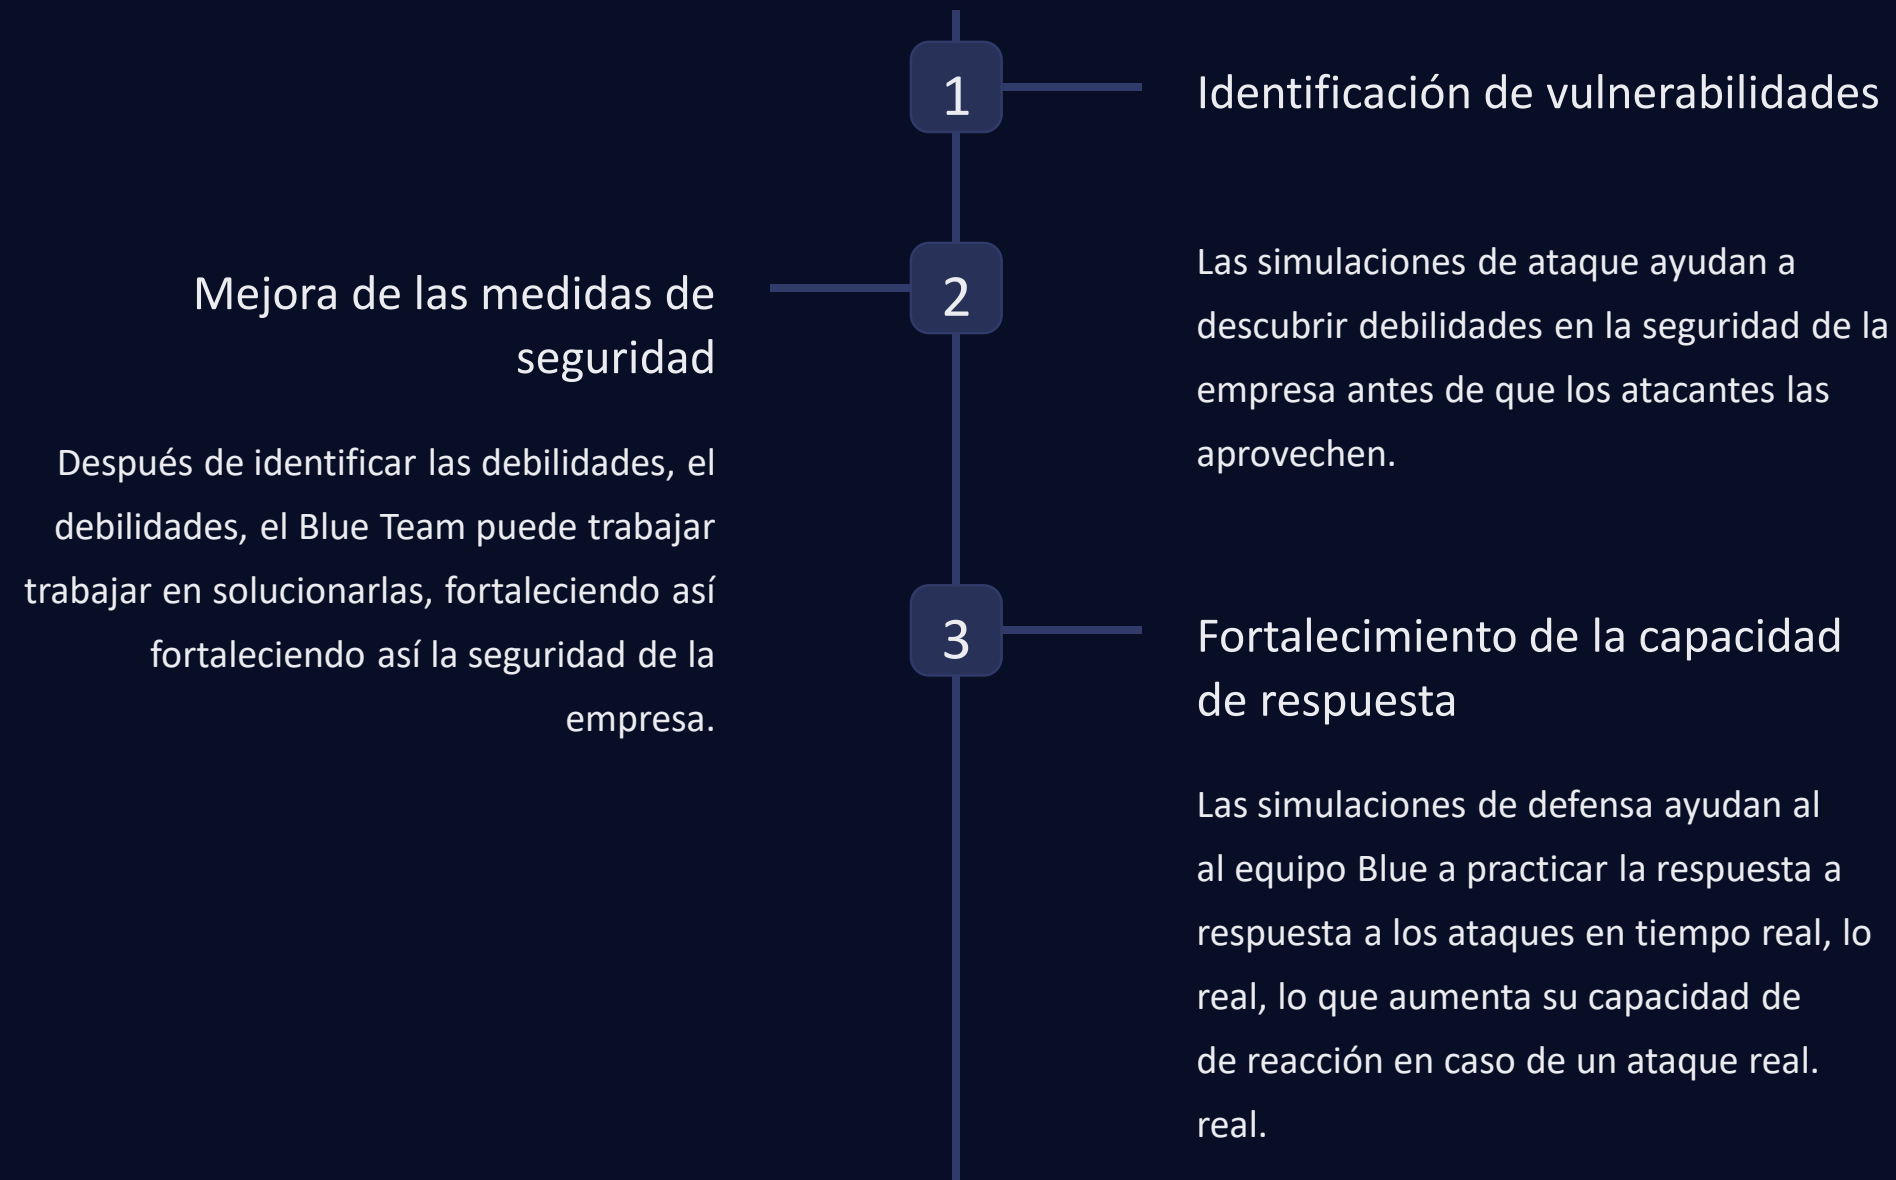 1
Identificación de vulnerabilidades
Las simulaciones de ataque ayudan a
descubrir debilidades en la seguridad de la
empresa antes de que los atacantes las
aprovechen.
2
Mejora de las medidas de
seguridad
Después de identificar las debilidades, el
debilidades, el Blue Team puede trabajar
trabajar en solucionarlas, fortaleciendo así
fortaleciendo así la seguridad de la
empresa.
3
Fortalecimiento de la capacidad
de respuesta
Las simulaciones de defensa ayudan al
al equipo Blue a practicar la respuesta a
respuesta a los ataques en tiempo real, lo
real, lo que aumenta su capacidad de
de reacción en caso de un ataque real.
real.